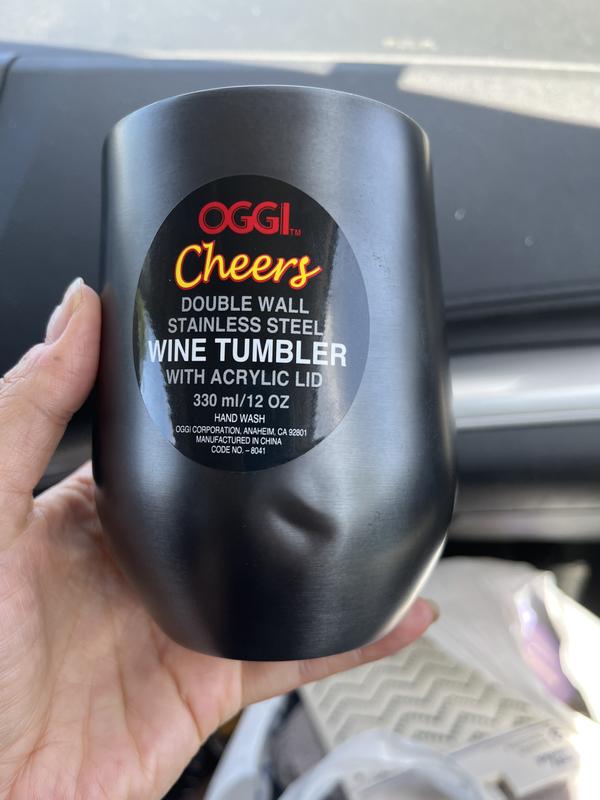 OGGI™
Cheers
DOUBLE WALL
STAINLESS STEEL
WINE TUMBLER
WITH ACRYLIC LID
330 ml/12 OZ
HAND WASH
OGGI CORPORATION, ANAHEIM, CA 92801
MANUFACTURED IN CHINA
CODE NO. – 8041